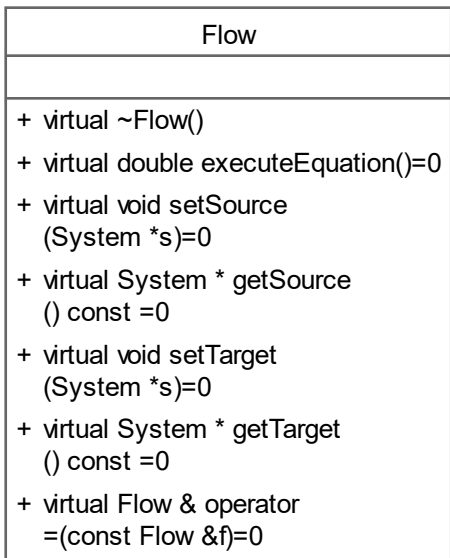 Flow
+ virtual ~Flow()
+ virtual double executeEquation()=0
+ virtual void setSource
(System *s)=0
+ virtual System * getSource
() const =0
+ virtual void setTarget
(System *s)=0
+ virtual System * getTarget
() const =0
+ virtual Flow & operator
=(const Flow &f)=0